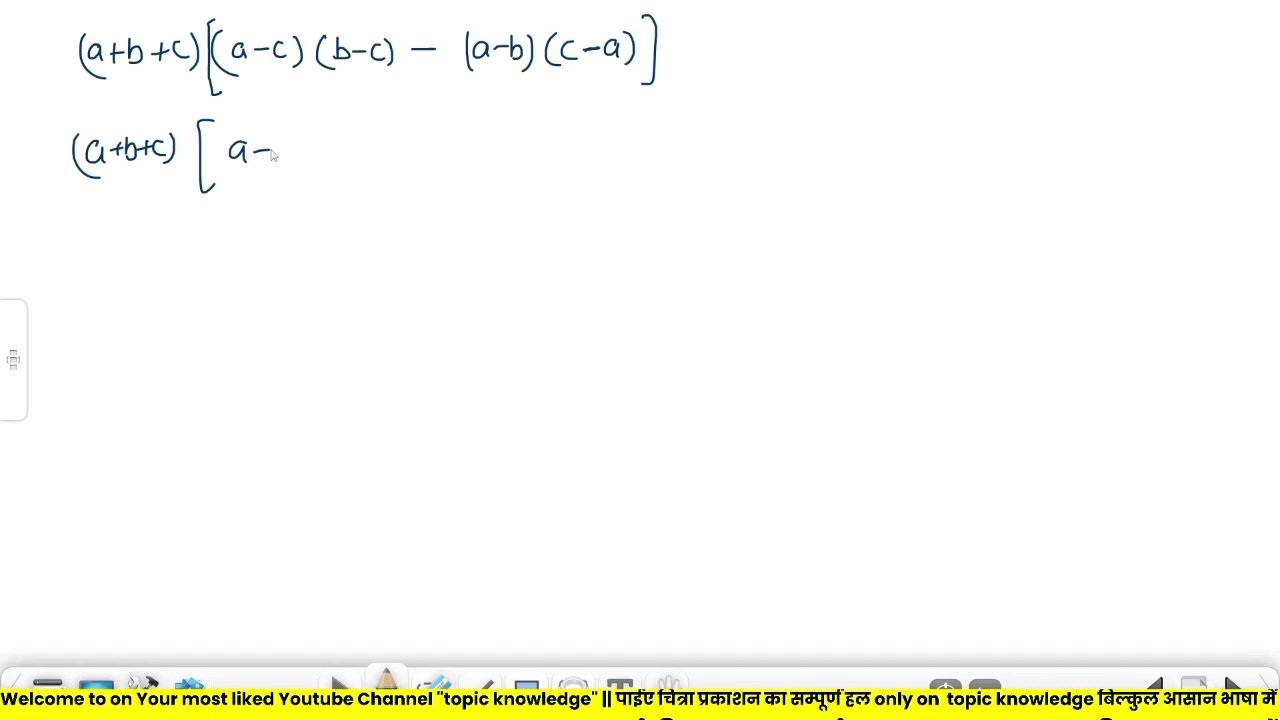 (a+b+c)[(a-c)(b-c) - (a-b)(c-a)]
(a+b+c) [ a-
Welcome to on Your most liked Youtube Channel "topic knowledge" || पाईए चित्रा प्रकाशन का सम्पूर्ण हल only on topic knowledge बिल्कुल आसान भाषा में